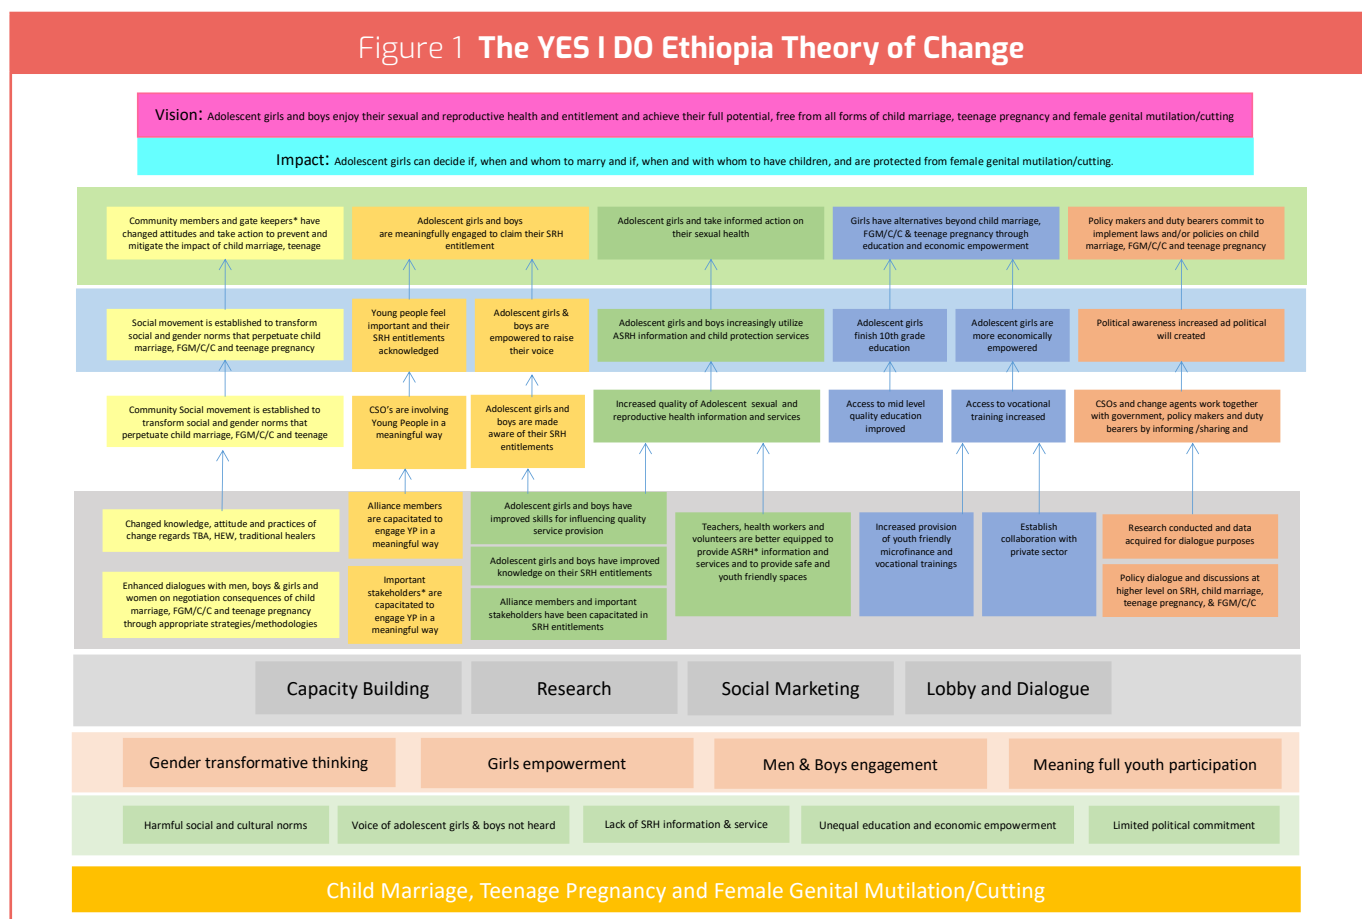 Figure 1 The YES I DO Ethiopia Theory of Change
Vision: Adolescent girls and boys enjoy their sexual and reproductive health and entitlement and achieve their full potential, free from all forms of child marriage, teenage pregnancy and female genital mutilation/cutting
Impact: Adolescent girls can decide if, when and whom to marry and if, when and with whom to have children, and are protected from female genital mutilation/cutting.
Community members and gate keepers* have
changed attitudes and take action to prevent and
mitigate the impact of child marriage, teenage
Adolescent girls and boys
are meaningfully engaged to claim their SRH
entitlement
Adolescent girls and take informed action on
their sexual health
Girls have alternatives beyond child marriage,
FGM/C/C & teenage pregnancy through
education and economic empowerment
Policy makers and duty bearers commit to
implement laws and/or policies on child
marriage, FGM/C/C and teenage pregnancy
Social movement is established to transform
social and gender norms that perpetuate child
marriage, FGM/C/C and teenage pregnancy
Young people feel
important and their
SRH entitlements
acknowledged
Adolescent girls &
boys are
empowered to raise
their voice
Adolescent girls and boys increasingly utilize
ASRH information and child protection services
Adolescent girls
finish 10th grade
education
Adolescent girls are
more economically
empowered
Political awareness increased ad political
will created
Community Social movement is established to
transform social and gender norms that
perpetuate child marriage, FGM/C/C and teenage
CSO's are involving
Young People in a
meaningful way
Adolescent girls and
boys are made
aware of their SRH
entitlements
Increased quality of Adolescent sexual and
reproductive health information and services
Access to mid level
quality education
improved
Access to vocational
training increased
CSOs and change agents work together
with government, policy makers and duty
bearers by informing /sharing and
Changed knowledge, attitude and practices of
change regards TBA, HEW, traditional healers
Enhanced dialogues with men, boys & girls and
women on negotiation consequences of child
marriage, FGM/C/C and teenage pregnancy
through appropriate strategies/methodologies
Alliance members
are capacitated to
engage YP in a
meaningful way
Important
stakeholders* are
capacitated to
engage YP in a
meaningful way
Adolescent girls and boys have
improved skills for influencing quality
service provision
Adolescent girls and boys have improved
knowledge on their SRH entitlements
Alliance members and important
stakeholders have been capacitated in
SRH entitlements
Teachers, health workers and
volunteers are better equipped to
provide ASRH* information and
services and to provide safe and
youth friendly spaces
Increased provision
of youth friendly
microfinance and
vocational trainings
Establish
collaboration with
private sector
Research conducted and data
acquired for dialogue purposes
Policy dialogue and discussions at
higher level on SRH, child marriage,
teenage pregnancy, & FGM/C/C
Capacity Building
Research
Social Marketing
Lobby and Dialogue
Gender transformative thinking
Girls empowerment
Men & Boys engagement
Meaning full youth participation
Harmful social and cultural norms
Voice of adolescent girls & boys not heard
Lack of SRH information & service
Unequal education and economic empowerment
Limited political commitment
Child Marriage, Teenage Pregnancy and Female Genital Mutilation/Cutting